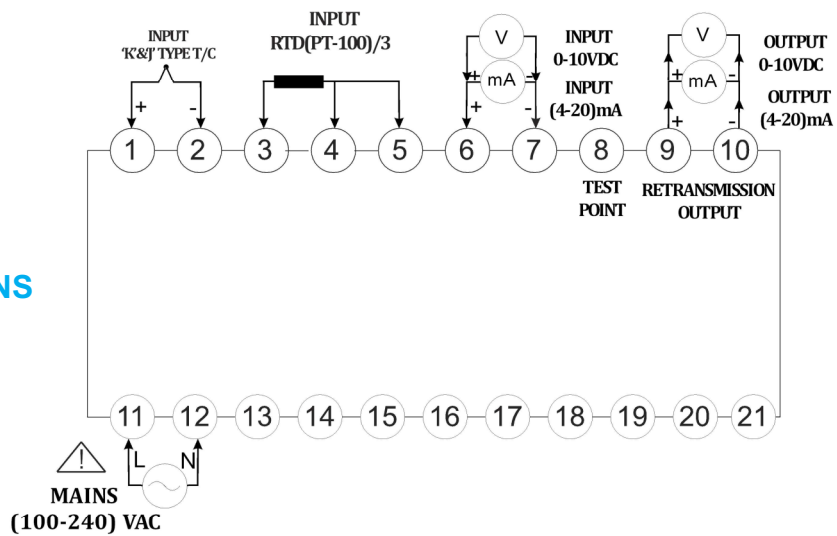 INPUT
'K'&'J' TYPE T/C
INPUT
RTD(PT-100)/3
V
INPUT
0-10VDC
mA
INPUT
(4-20)mA
V
OUTPUT
0-10VDC
mA
OUTPUT
(4-20)mA
+ -
+ -
+ -
+ -
+ -
1 2 3 4 5 6 7 8 9 10
TEST
POINT
RETRANSMISSION
OUTPUT
NS
11 12 13 14 15 16 17 18 19 20 21
! L N
MAINS
(100-240) VAC